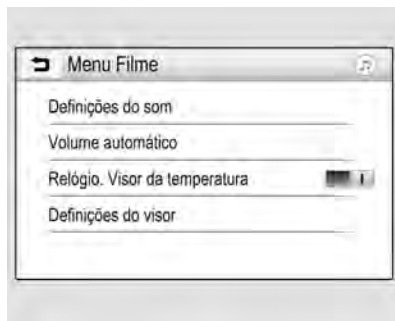 Menu Filme
Definições do som
Volume automático
Relógio. Visor da temperatura
Definições do visor